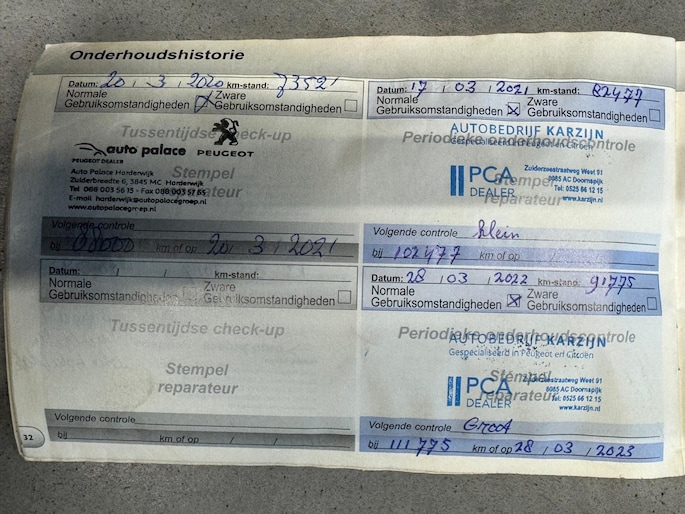 Onderhoudshistorie
Datum: 20 / 3 / 2020 km-stand: 73521
Normale Gebruiksomstandigheden Zware Gebruiksomstandigheden
Tussentijdse check-up
auto palace PEUGEOT
PEUGEOT DEALER
Stempel
reparateur
Auto Palace Harderwijk
Zuiderbreedte 6, 3845 MC Harderwijk
Tel 088 003 56 15 - Fax 088 003 57 65
E-mail harderwijk@autopalacegroep.nl
www.autopalacegroep.nl
Volgende controle
bij km of op 20 - 3 / 2021
Datum: 17 / 03 / 2021 km-stand: 82477
Normale Gebruiksomstandigheden Zware Gebruiksomstandigheden
Periodieke onderhoudscontrole
AUTOBEDRIJF KARZIJN
Gespecialiseerd in Peugeot en Citroën
Stempel
reparateur
PCA
DEALER
Zuiderzeestraatweg West 91
8085 AC Doornspijk
Tel: 0525 66 12 15
www.karzijn.nl
Volgende controle klein
bij 102477 km of op / /
Datum: / / km-stand:
Normale Gebruiksomstandigheden Zware Gebruiksomstandigheden
Tussentijdse check-up
Stempel
reparateur
Volgende controle
bij km of op / /
Datum: 28 / 03 / 2022 km-stand: 91775
Normale Gebruiksomstandigheden Zware Gebruiksomstandigheden
Periodieke onderhoudscontrole
AUTOBEDRIJF KARZIJN
Gespecialiseerd in Peugeot en Citroën
Stempel
reparateur
PCA
DEALER
Zuiderzeestraatweg West 91
8085 AC Doornspijk
Tel: 0525 66 12 15
www.karzijn.nl
Volgende controle Groot
bij 111775 km of op 28 / 03 / 2023
32